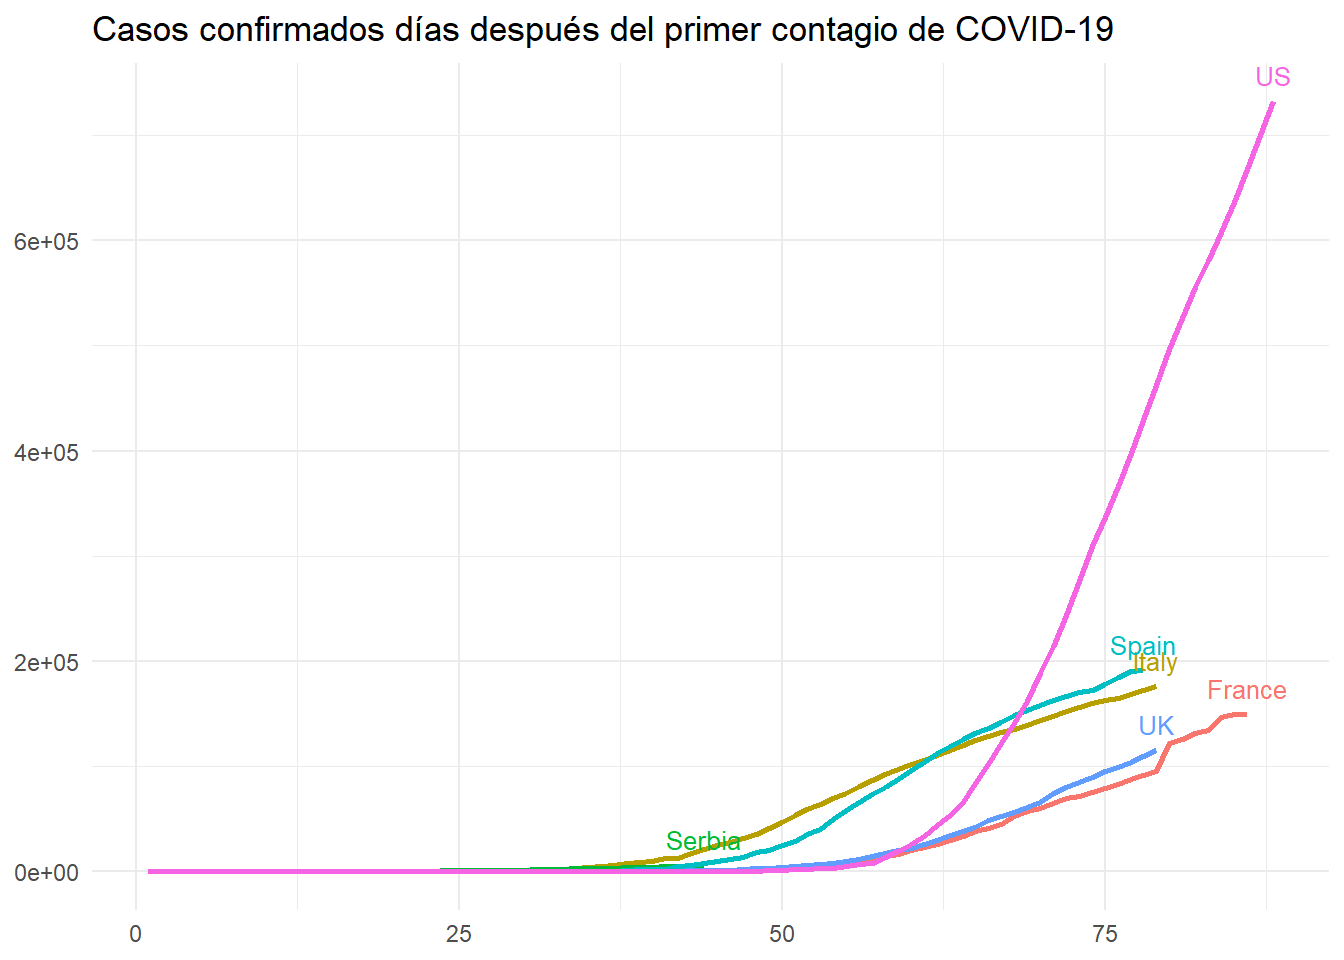 Casos confirmados días después del primer contagio de COVID-19
US
6e+05
4e+05
2e+05
Spain
Italy
France
UK
Serbia
0e+00
0
25
50
75